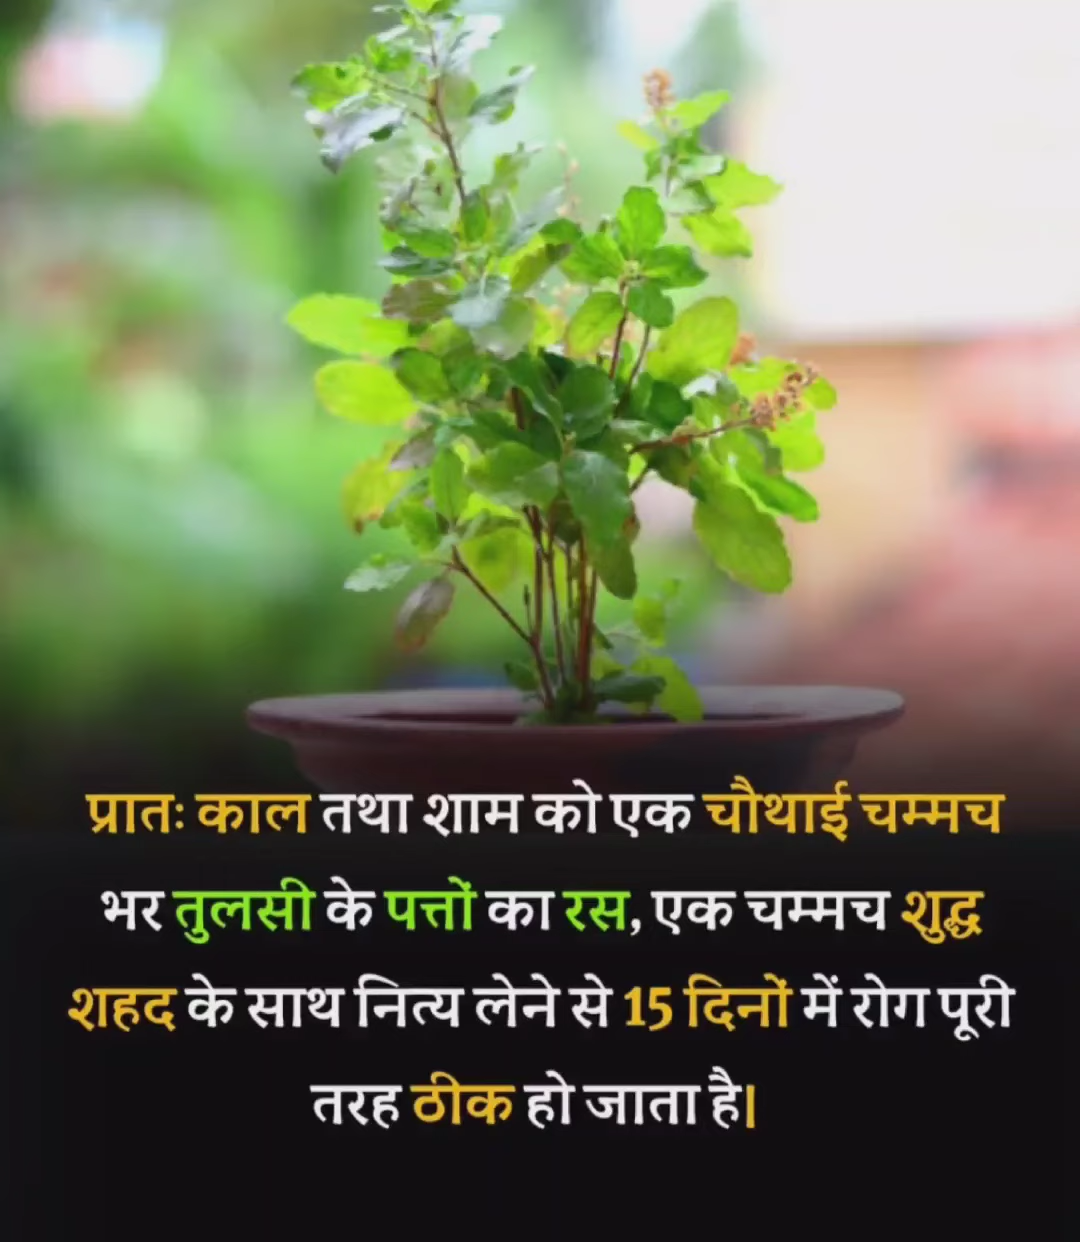 प्रातः काल तथा शाम को एक चौथाई चम्मच
भर तुलसी के पत्तों का रस, एक चम्मच शुद्ध
शहद के साथ नित्य लेने से 15 दिनों में रोग पूरी
तरह ठीक हो जाता है।